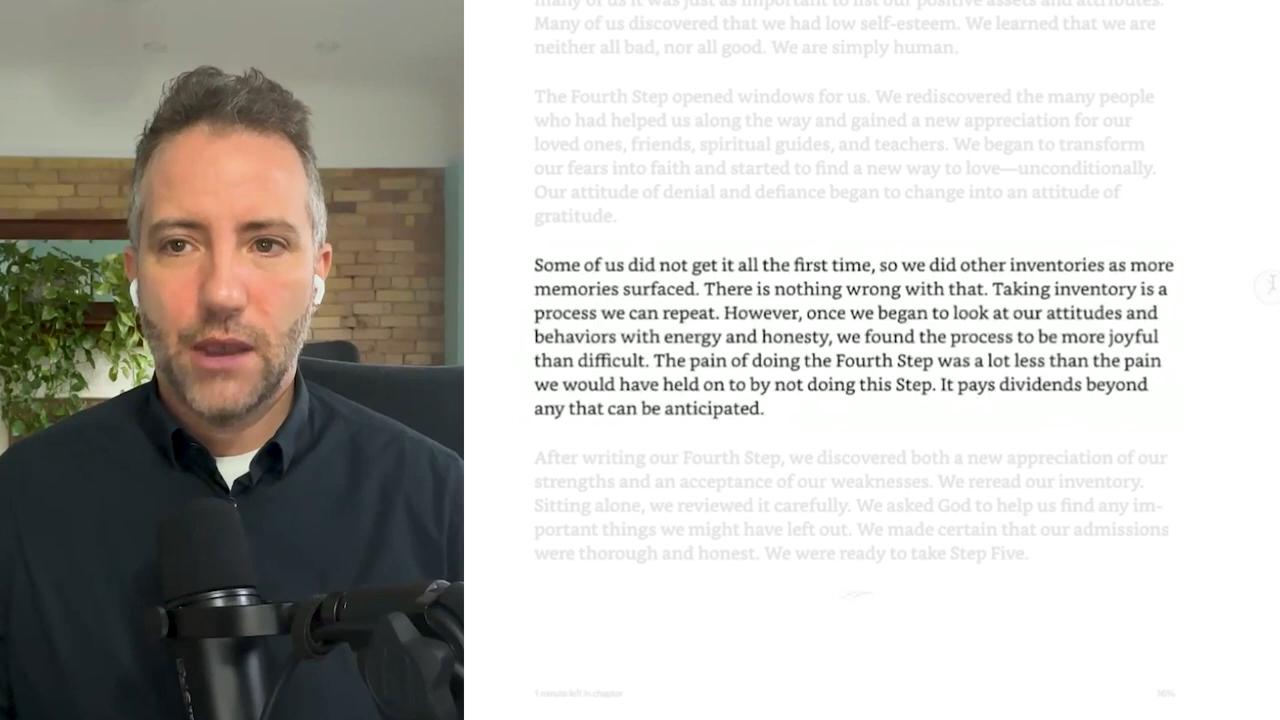 many of us it was just as important to list our positive assets and attributes.
Many of us discovered that we had low self-esteem. We learned that we are
neither all bad, nor all good. We are simply human.
The Fourth Step opened windows for us. We rediscovered the many people
who had helped us along the way and gained a new appreciation for our
loved ones, friends, spiritual guides, and teachers. We began to transform
our fears into faith and started to find a new way to love—unconditionally.
Our attitude of denial and defiance began to change into an attitude of
gratitude.
Some of us did not get it all the first time, so we did other inventories as more
memories surfaced. There is nothing wrong with that. Taking inventory is a
process we can repeat. However, once we began to look at our attitudes and
behaviors with energy and honesty, we found the process to be more joyful
than difficult. The pain of doing the Fourth Step was a lot less than the pain
we would have held on to by not doing this Step. It pays dividends beyond
any that can be anticipated.
After writing our Fourth Step, we discovered both a new appreciation of our
strengths and an acceptance of our weaknesses. We reread our inventory.
Sitting alone, we reviewed it carefully. We asked God to help us find any im-
portant things we might have left out. We made certain that our admissions
were thorough and honest. We were ready to take Step Five.
1 minute left in chapter
16%